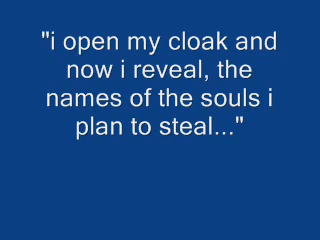 "i open my cloak and
now i reveal, the
names of the souls i
plan to steal..."